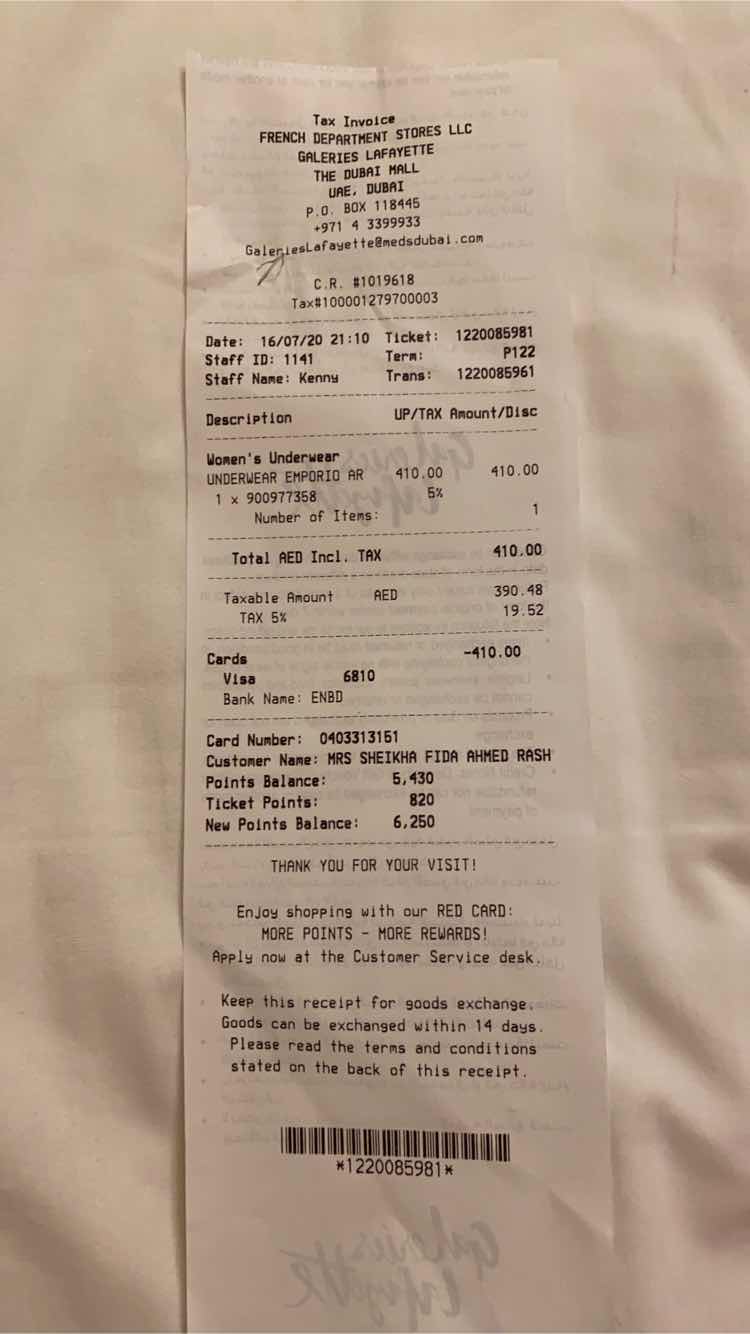 Tax Invoice
FRENCH DEPARTMENT STORES LLC
GALERIES LAFAYETTE
THE DUBAI MALL
UAE, DUBAI
P.O. BOX 118445
+971 4 3399933
GaleriesLafayette@medsdubai.com
C.R. #1019618
Tax#100001279700003
Date: 16/07/20 21:10 Ticket: 1220085981
Staff ID: 1141 Term: P122
Staff Name: Kenny Trans: 1220085961
Description UP/TAX Amount/Disc
Women's Underwear
UNDERWEAR EMPORIO AR 410.00 410.00
1 x 900977358 5%
Number of Items: 1
Total AED Incl. TAX 410.00
Taxable Amount AED 390.48
TAX 5% 19.52
Cards -410.00
Visa 6810
Bank Name: ENBD
Card Number: 0403313151
Customer Name: MRS SHEIKHA FIDA AHMED RASH
Points Balance: 5,430
Ticket Points: 820
New Points Balance: 6,250
THANK YOU FOR YOUR VISIT!
Enjoy shopping with our RED CARD:
MORE POINTS - MORE REWARDS!
Apply now at the Customer Service desk.
Keep this receipt for goods exchange.
Goods can be exchanged within 14 days.
Please read the terms and conditions
stated on the back of this receipt.
*1220085981*